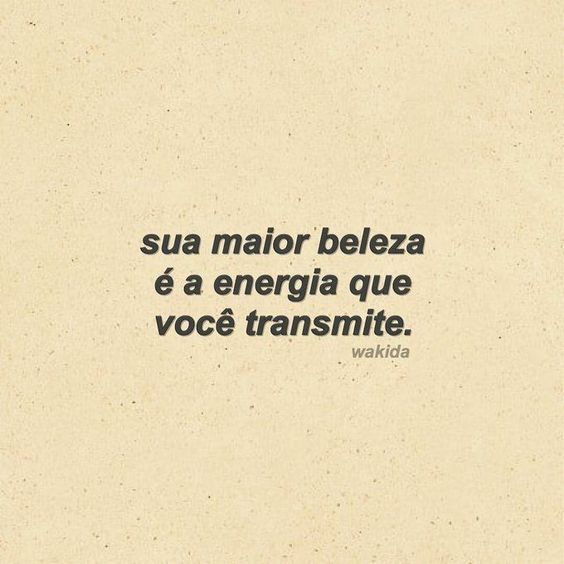 sua maior beleza
é a energia que
você transmite.
wakida